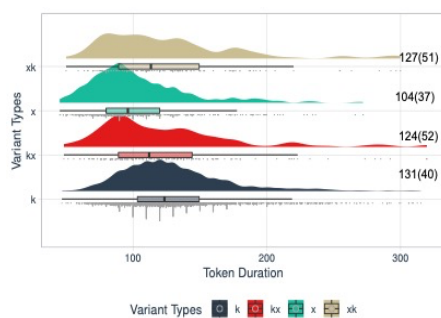 Variant Types
xk
127(51)
x
104(37)
kx
124(52)
k
131(40)
100
200
300
Token Duration
Variant Types
k
kx
x
xk